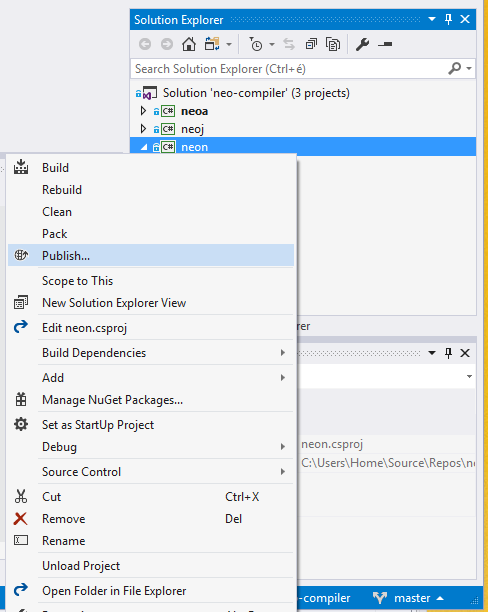 Solution Explorer
Search Solution Explorer (Ctrl+é)
Solution 'neo-compiler' (3 projects)
C# neoa
C# neoj
C# neon
Build
Rebuild
Clean
Pack
Publish...
Scope to This
New Solution Explorer View
Edit neon.csproj
Build Dependencies
Add
Manage NuGet Packages...
Set as StartUp Project
Debug
neon.csproj
C:\Users\Home\Source\Repos\ne
Source Control
Cut Ctrl+X
Remove Del
Rename
Unload Project
Open Folder in File Explorer
-compiler master